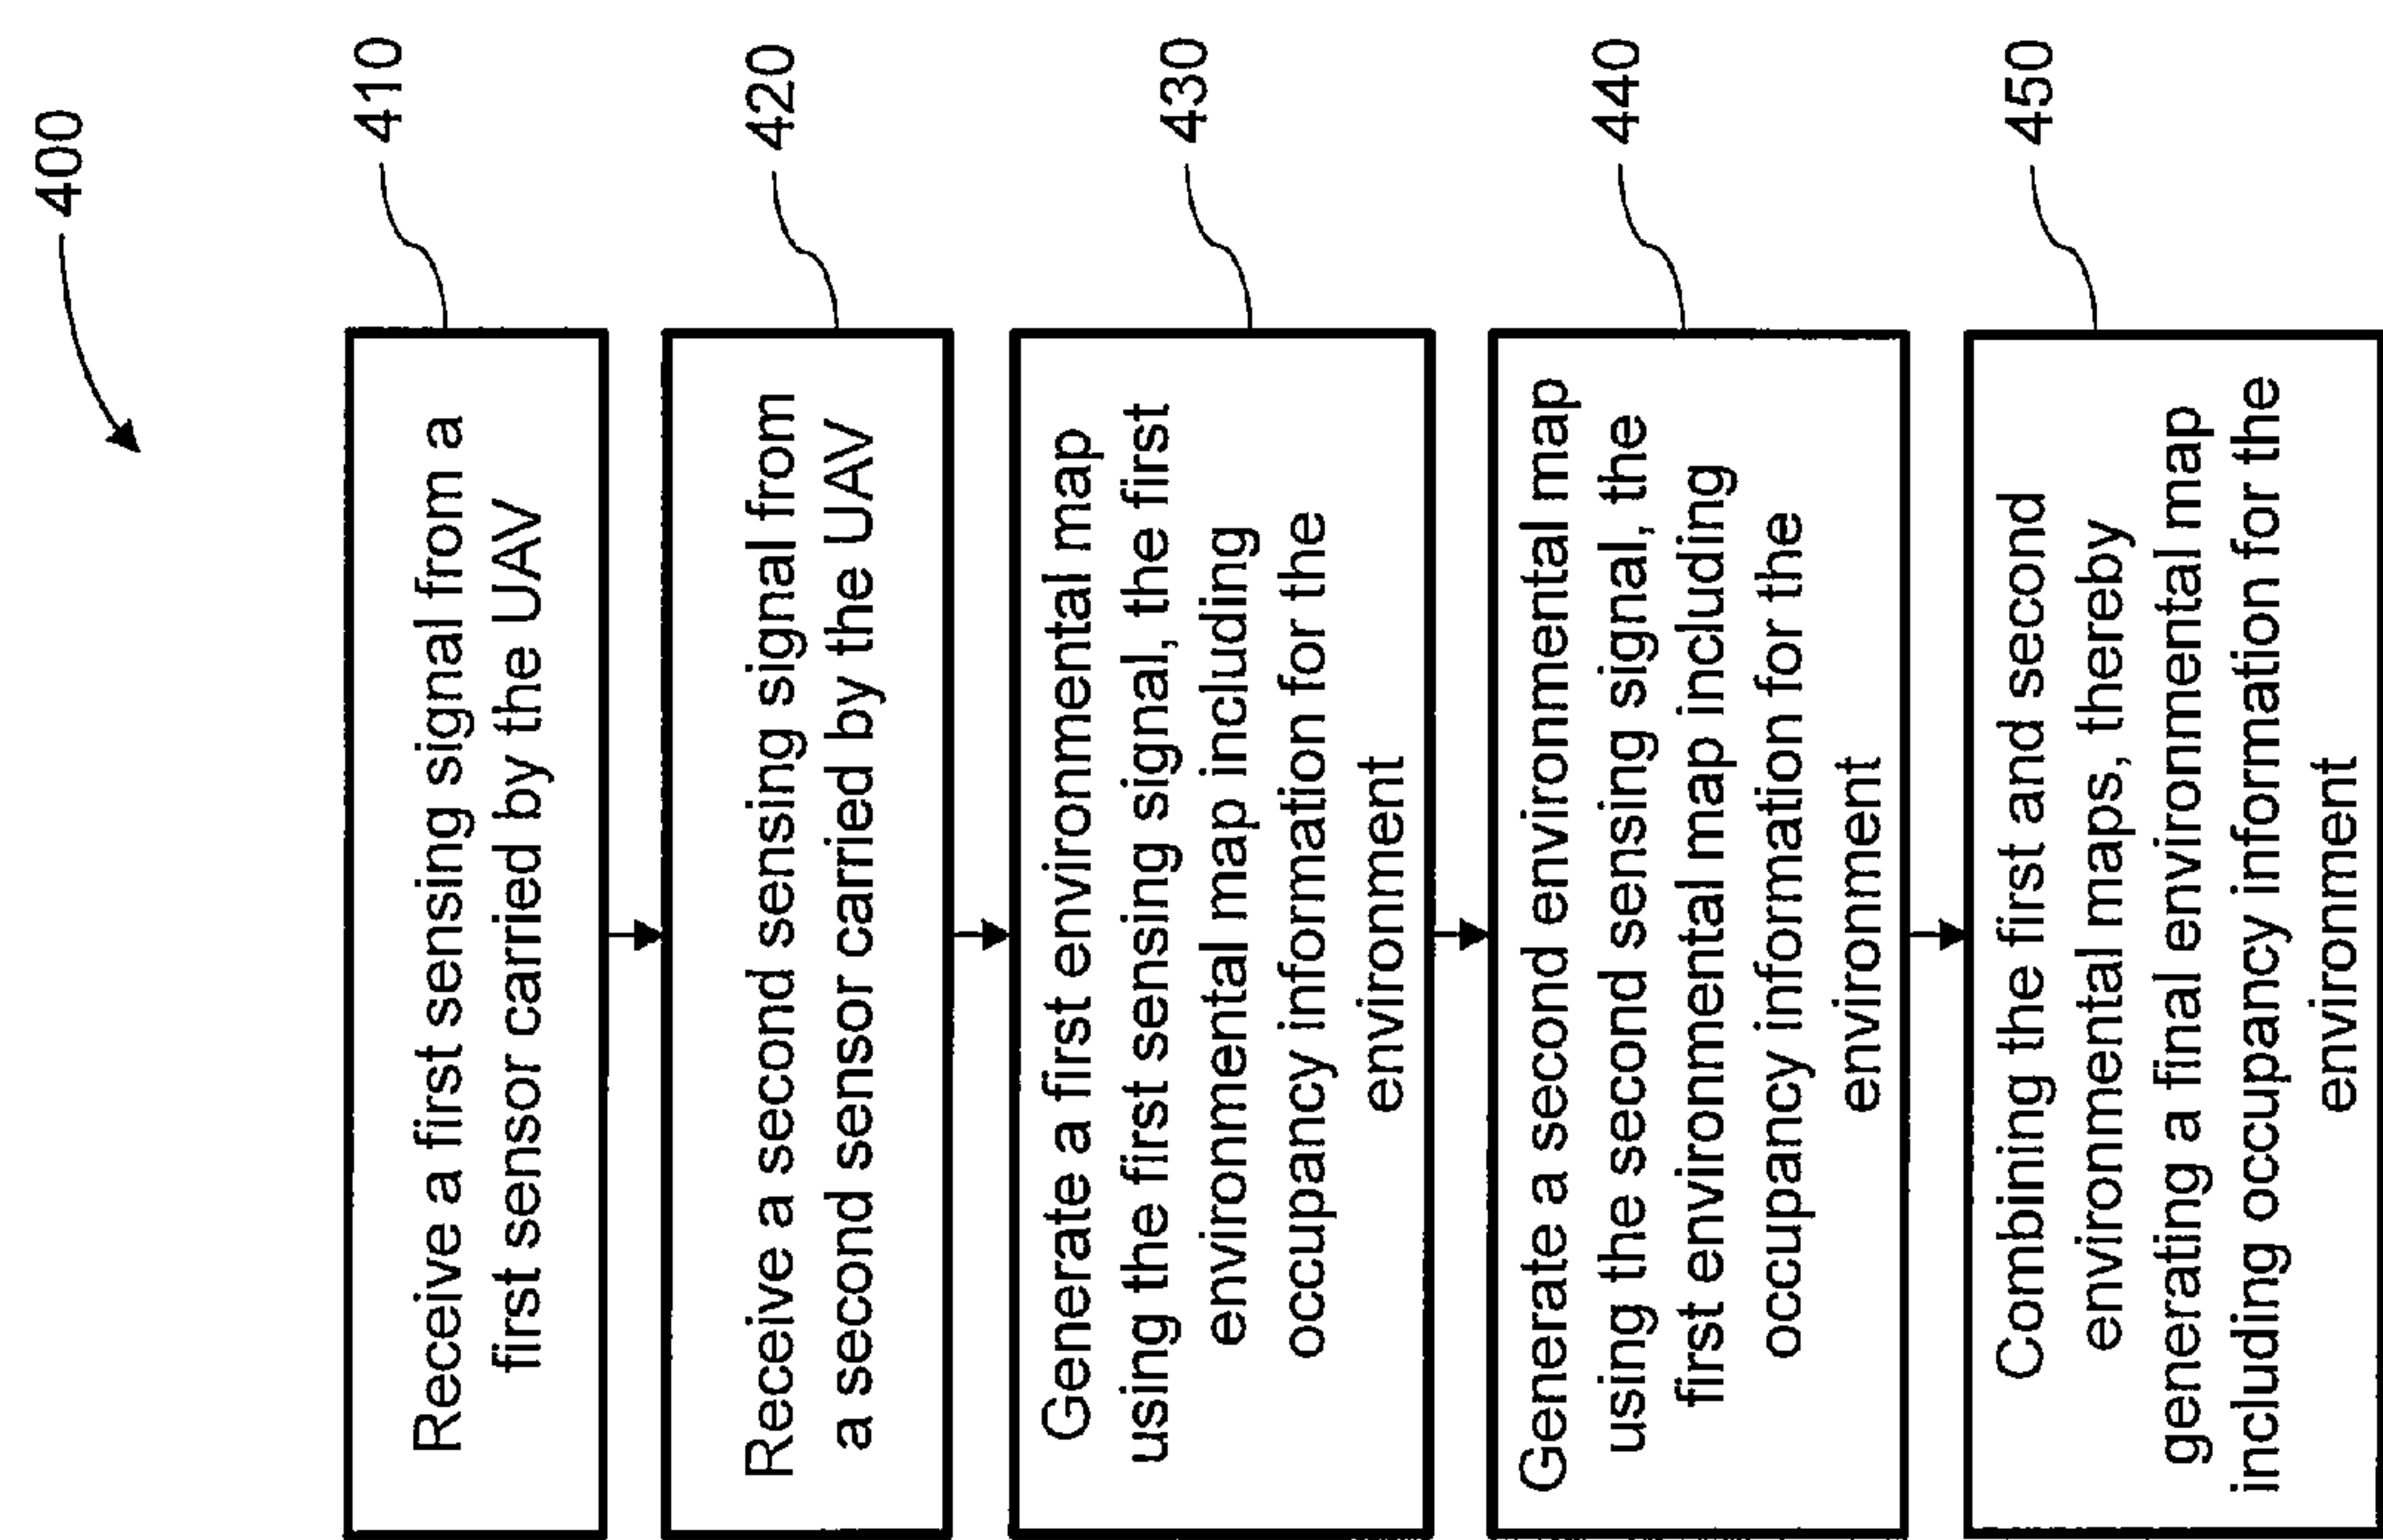 400
410
Receive a first sensing signal from a
first sensor carried by the UAV
420
Receive a second sensing signal from
a second sensor carried by the UAV
430
Generate a first environmental map
using the first sensing signal, the first
environmental map including
occupancy information for the
environment
440
Generate a second environmental map
using the second sensing signal, the
first environmental map including
occupancy information for the
environment
450
Combining the first and second
environmental maps, thereby
generating a final environmental map
including occupancy information for the
environment